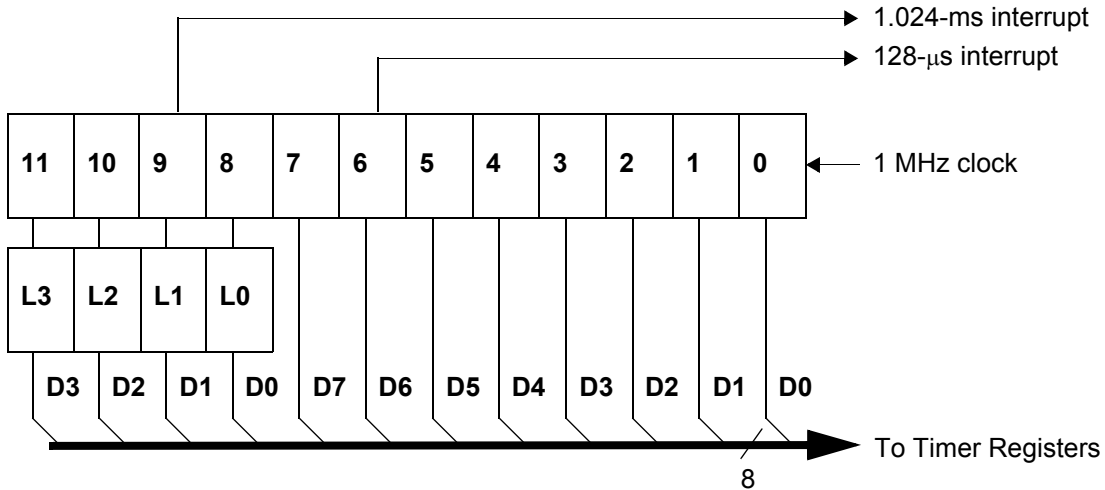 1.024-ms interrupt
128-μs interrupt
11 10 9 8 7 6 5 4 3 2 1 0
1 MHz clock
L3 L2 L1 L0
D3 D2 D1 D0 D7 D6 D5 D4 D3 D2 D1 D0
To Timer Registers
8